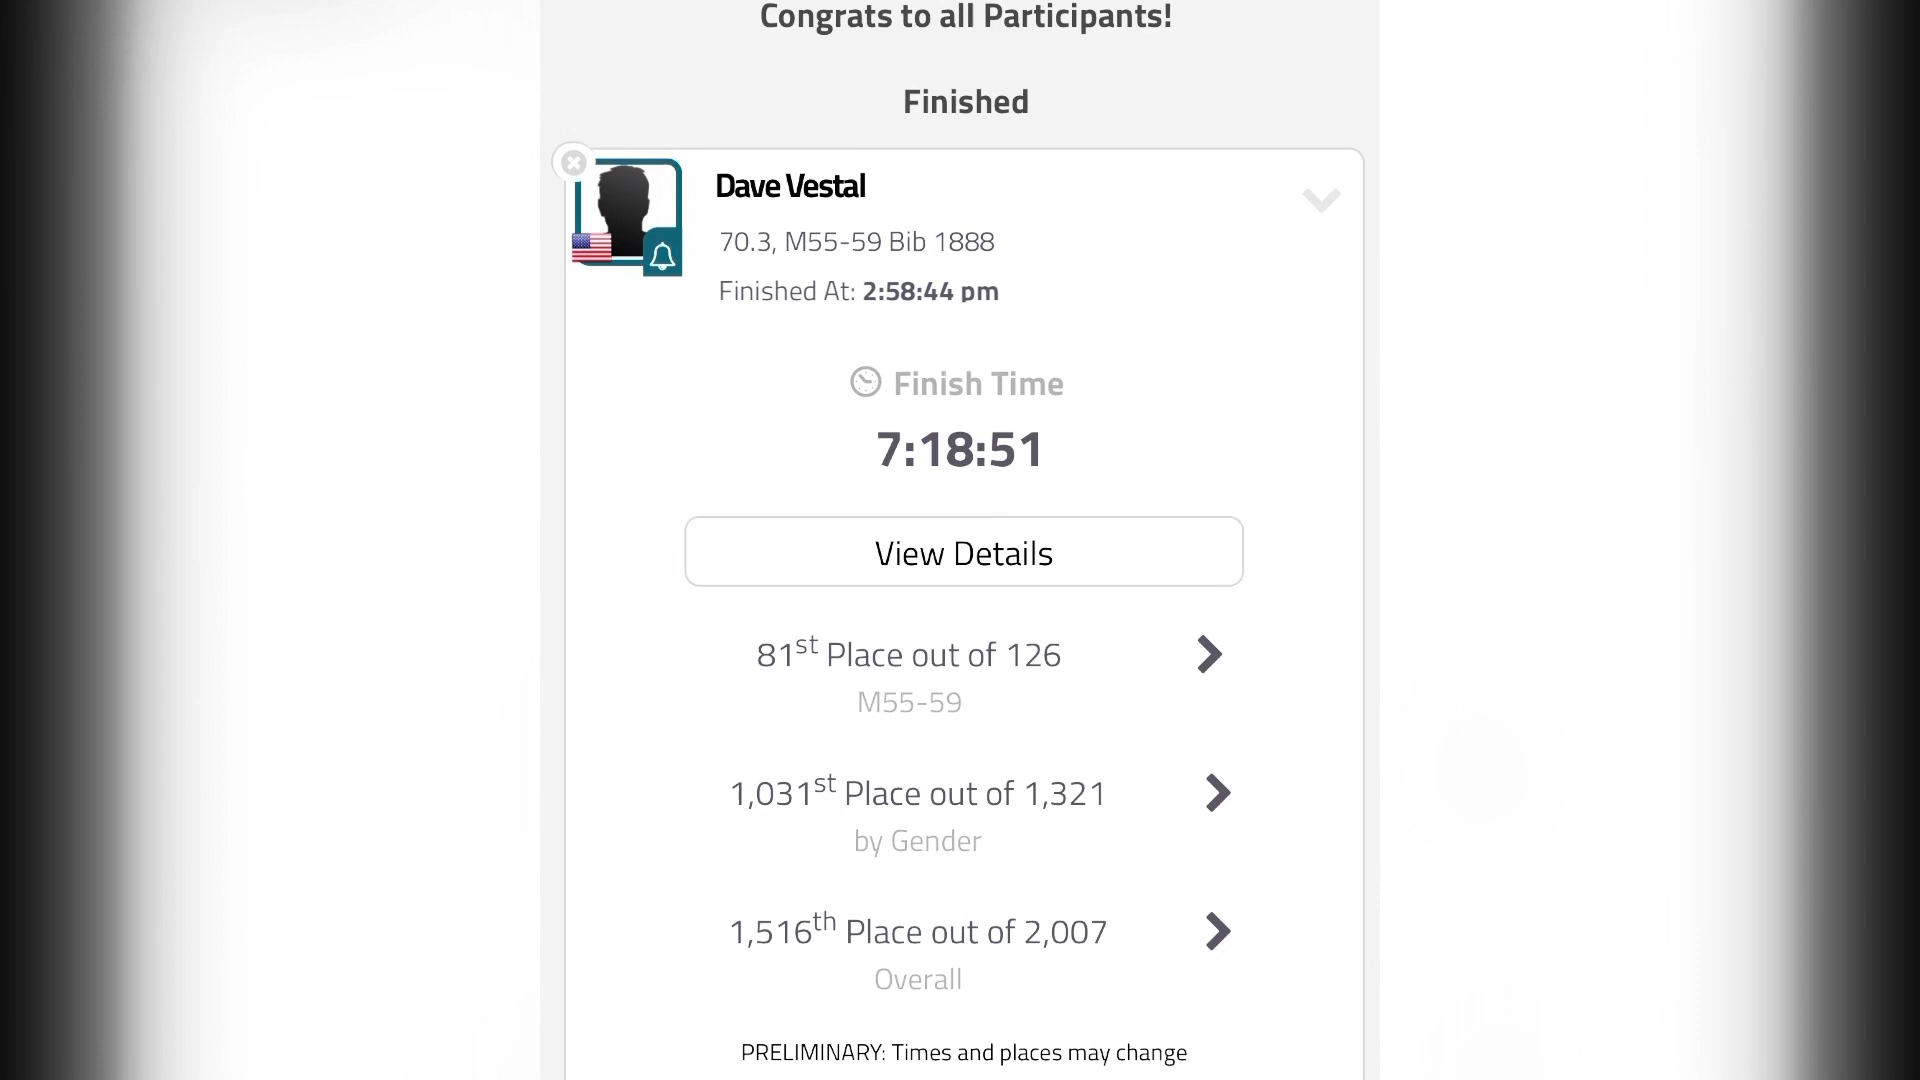 Congrats to all Participants!
Finished
Dave Vestal
70.3, M55-59 Bib 1888
Finished At: 2:58:44 pm
Finish Time
7:18:51
View Details
81st Place out of 126
M55-59
1,031st Place out of 1,321
by Gender
1,516th Place out of 2,007
Overall
PRELIMINARY: Times and places may change